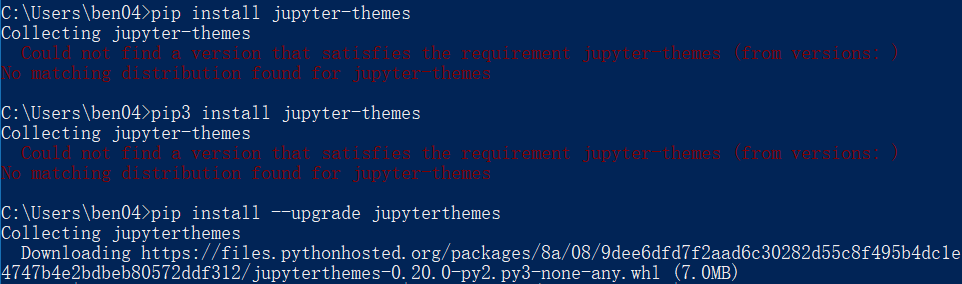 C:\Users\ben04>pip install jupyter-themes
Collecting jupyter-themes
Could not find a version that satisfies the requirement jupyter-themes (from versions: )
No matching distribution found for jupyter-themes
C:\Users\ben04>pip3 install jupyter-themes
Collecting jupyter-themes
Could not find a version that satisfies the requirement jupyter-themes (from versions: )
No matching distribution found for jupyter-themes
C:\Users\ben04>pip install --upgrade jupyterthemes
Collecting jupyterthemes
Downloading https://files.pythonhosted.org/packages/8a/08/9dee6dfd7f2aad6c30282d55c8f495b4dc1e
4747b4e2bdbeb80572ddf312/jupyterthemes-0.20.0-py2.py3-none-any.whl (7.0MB)